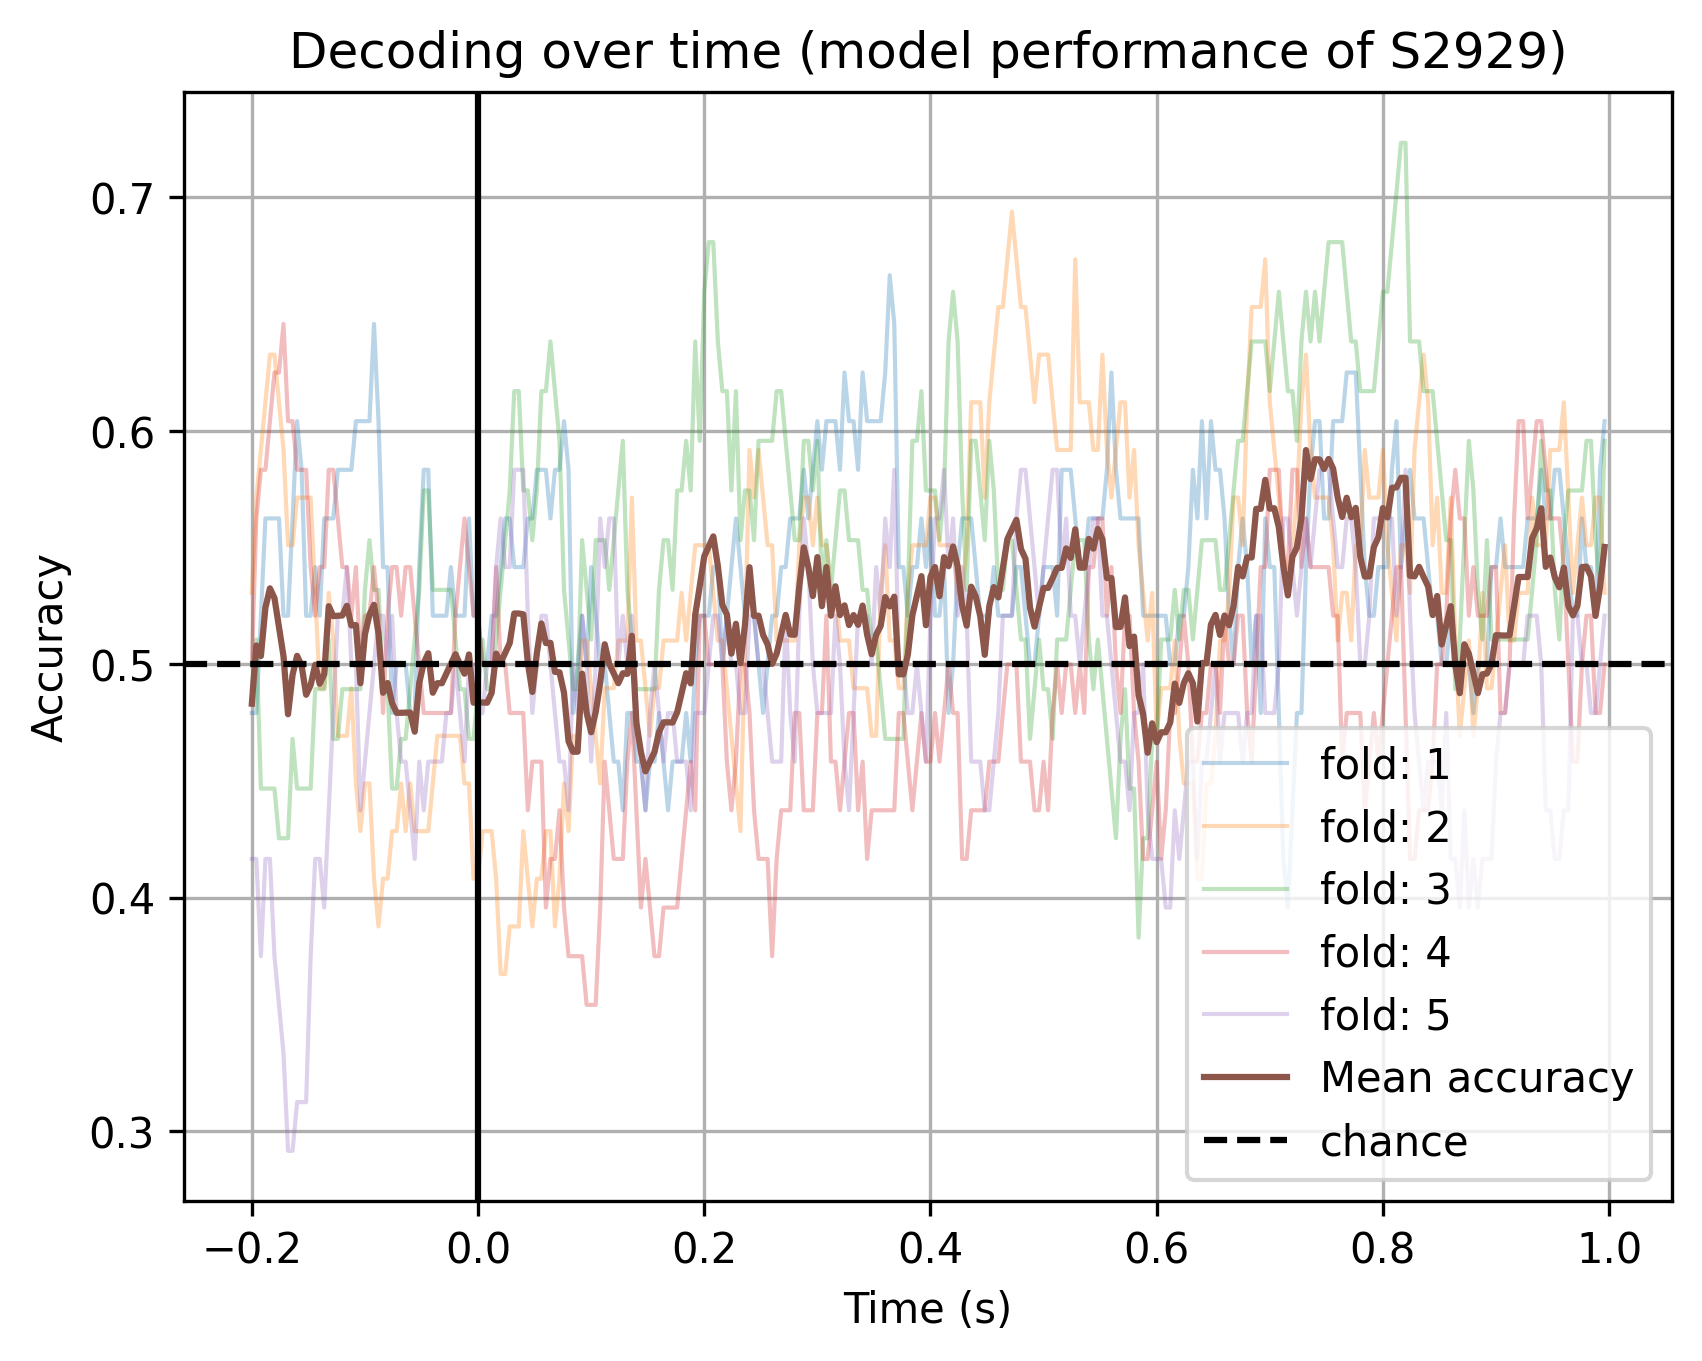 Decoding over time (model performance of S2929)
Accuracy
0.7
0.6
0.5
0.4
0.3
fold: 1
fold: 2
fold: 3
fold: 4
fold: 5
Mean accuracy
chance
−0.2 0.0 0.2 0.4 0.6 0.8 1.0
Time (s)